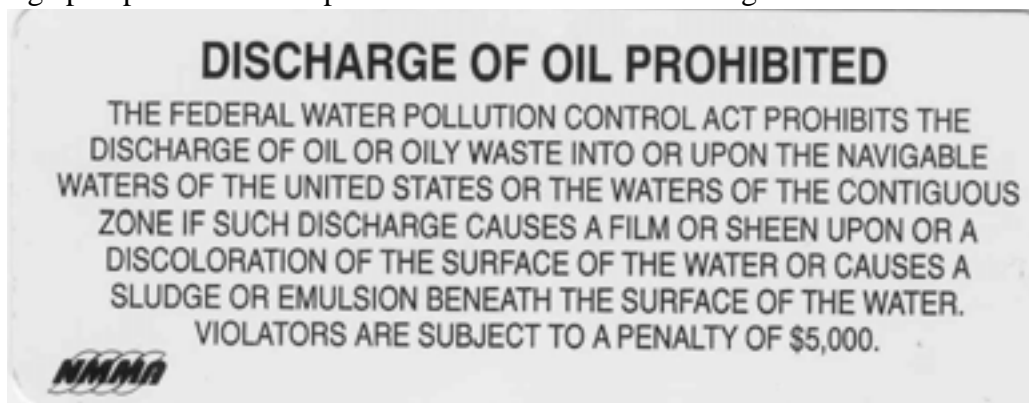 DISCHARGE OF OIL PROHIBITED
THE FEDERAL WATER POLLUTION CONTROL ACT PROHIBITS THE
DISCHARGE OF OIL OR OILY WASTE INTO OR UPON THE NAVIGABLE
WATERS OF THE UNITED STATES OR THE WATERS OF THE CONTIGUOUS
ZONE IF SUCH DISCHARGE CAUSES A FILM OR SHEEN UPON OR A
DISCOLORATION OF THE SURFACE OF THE WATER OR CAUSES A
SLUDGE OR EMULSION BENEATH THE SURFACE OF THE WATER.
VIOLATORS ARE SUBJECT TO A PENALTY OF $5,000.
NMMA